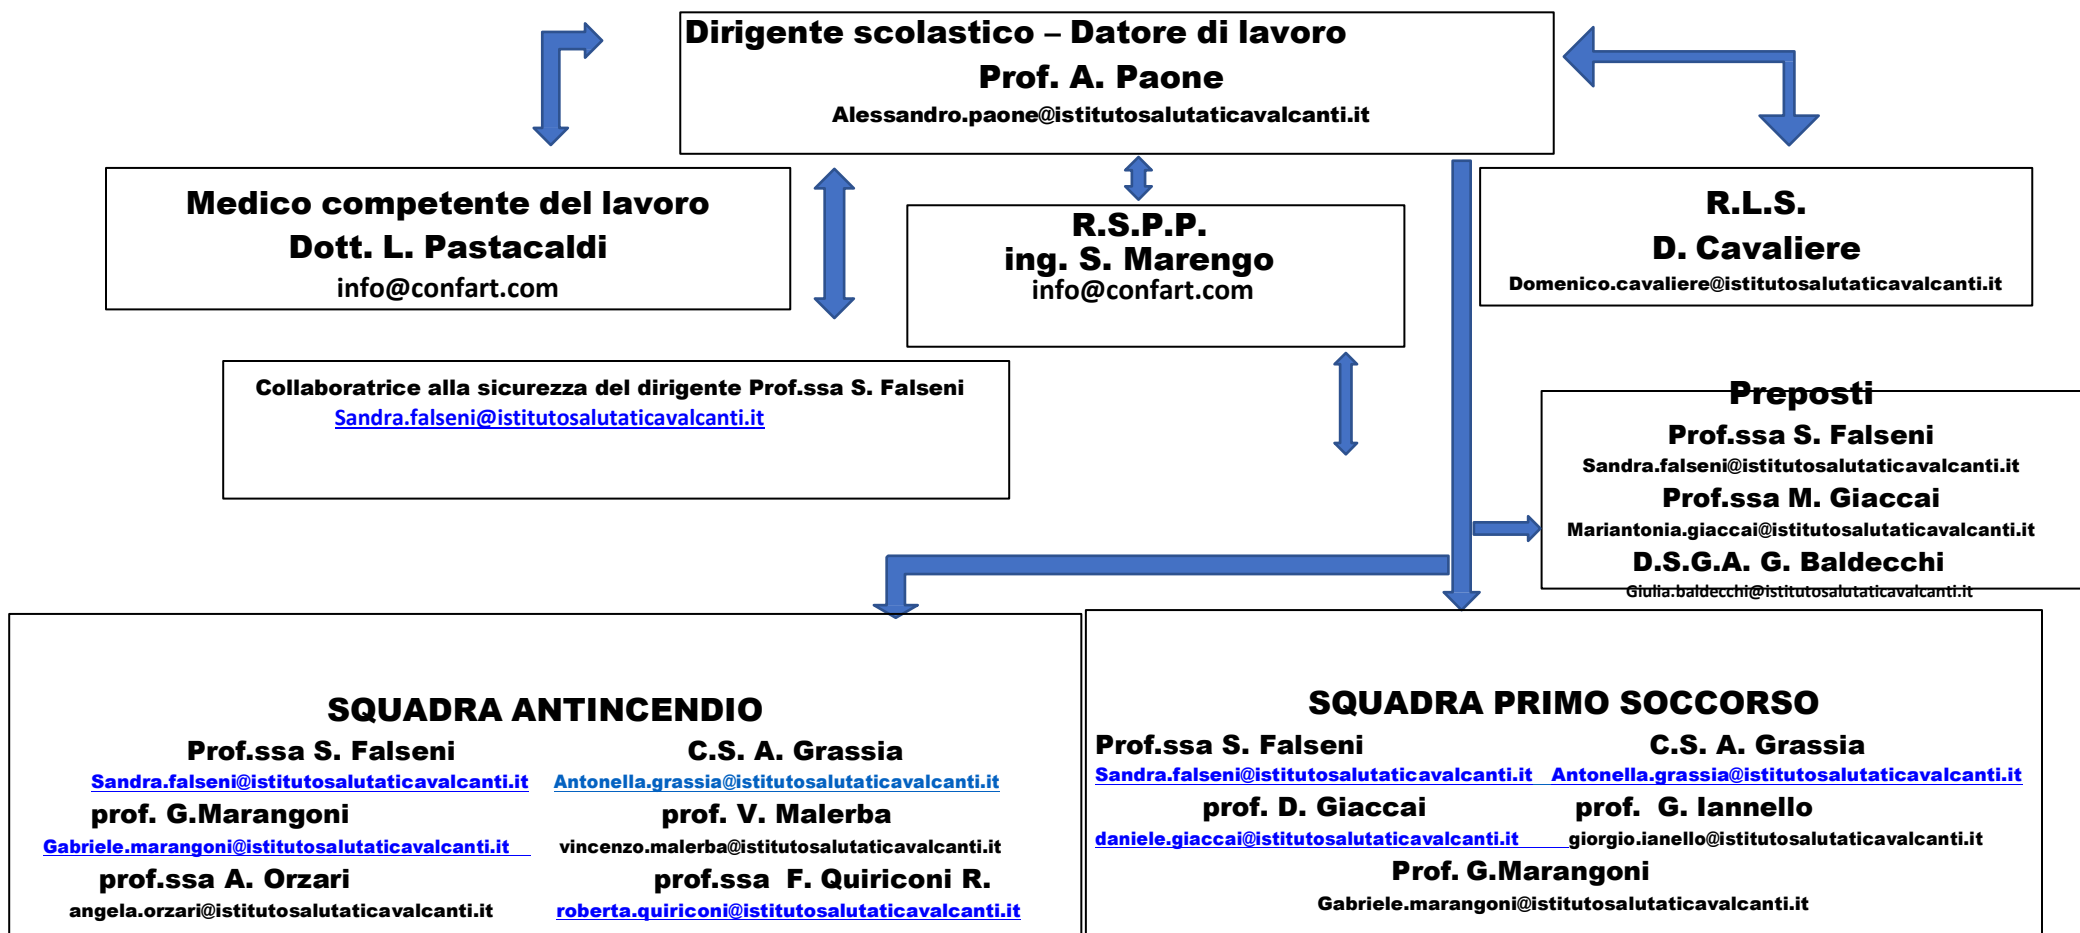 Dirigente scolastico – Datore di lavoro
Prof. A. Paone
Alessandro.paone@istitutosalutaticavalcanti.it
Medico competente del lavoro
Dott. L. Pastacaldi
info@confart.com
R.S.P.P.
ing. S. Marengo
info@confart.com
R.L.S.
D. Cavaliere
Domenico.cavaliere@istitutosalutaticavalcanti.it
Collaboratrice alla sicurezza del dirigente Prof.ssa S. Falseni
Sandra.falseni@istitutosalutaticavalcanti.it
Preposti
Prof.ssa S. Falseni
Sandra.falseni@istitutosalutaticavalcanti.it
Prof.ssa M. Giaccai
Mariantonia.giaccai@istitutosalutaticavalcanti.it
D.S.G.A. G. Baldecchi
Giulia.baldecchi@istitutosalutaticavalcanti.it
SQUADRA ANTINCENDIO
Prof.ssa S. Falseni C.S. A. Grassia
Sandra.falseni@istitutosalutaticavalcanti.it Antonella.grassia@istitutosalutaticavalcanti.it
prof. G.Marangoni prof. V. Malerba
Gabriele.marangoni@istitutosalutaticavalcanti.it vincenzo.malerba@istitutosalutaticavalcanti.it
prof.ssa A. Orzari prof.ssa F. Quiriconi R.
angela.orzari@istitutosalutaticavalcanti.it roberta.quiriconi@istitutosalutaticavalcanti.it
SQUADRA PRIMO SOCCORSO
Prof.ssa S. Falseni C.S. A. Grassia
Sandra.falseni@istitutosalutaticavalcanti.it Antonella.grassia@istitutosalutaticavalcanti.it
prof. D. Giaccai prof. G. Iannello
daniele.giaccai@istitutosalutaticavalcanti.it giorgio.ianello@istitutosalutaticavalcanti.it
Prof. G.Marangoni
Gabriele.marangoni@istitutosalutaticavalcanti.it